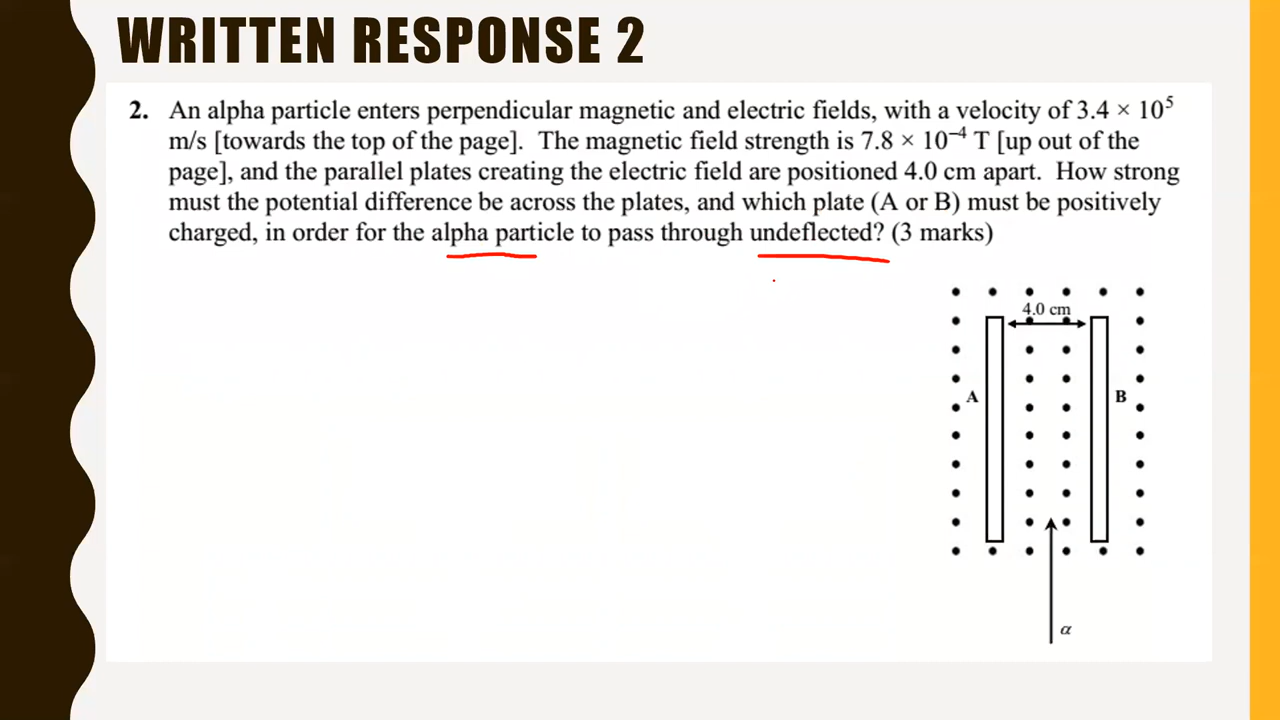 WRITTEN RESPONSE 2
2. An alpha particle enters perpendicular magnetic and electric fields, with a velocity of 3.4 × 10⁵
m/s [towards the top of the page]. The magnetic field strength is 7.8 × 10⁻⁴ T [up out of the
page], and the parallel plates creating the electric field are positioned 4.0 cm apart. How strong
must the potential difference be across the plates, and which plate (A or B) must be positively
charged, in order for the alpha particle to pass through undeflected? (3 marks)
4.0 cm
A
B
α